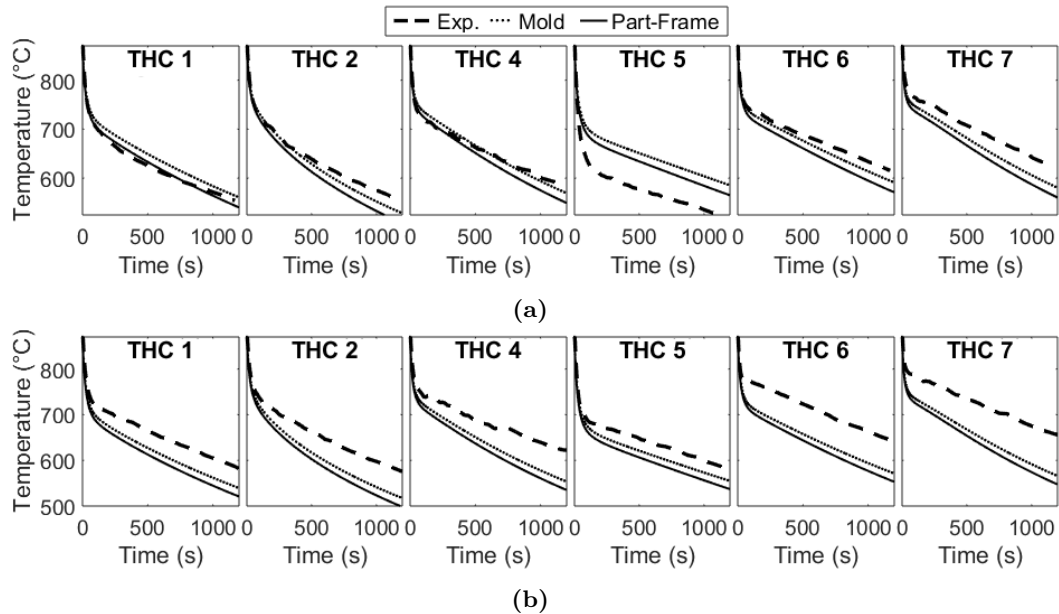 Exp. Mold Part-Frame
Temperature (°C)
800
700
600
THC 1 THC 2 THC 4 THC 5 THC 6 THC 7
0 500 1000 0 500 1000 0 500 1000 0 500 1000 0 500 1000 0 500 1000
Time (s) Time (s) Time (s) Time (s) Time (s) Time (s)
(a)
Temperature (°C)
800
700
600
500
THC 1 THC 2 THC 4 THC 5 THC 6 THC 7
0 500 1000 0 500 1000 0 500 1000 0 500 1000 0 500 1000 0 500 1000
Time (s) Time (s) Time (s) Time (s) Time (s) Time (s)
(b)